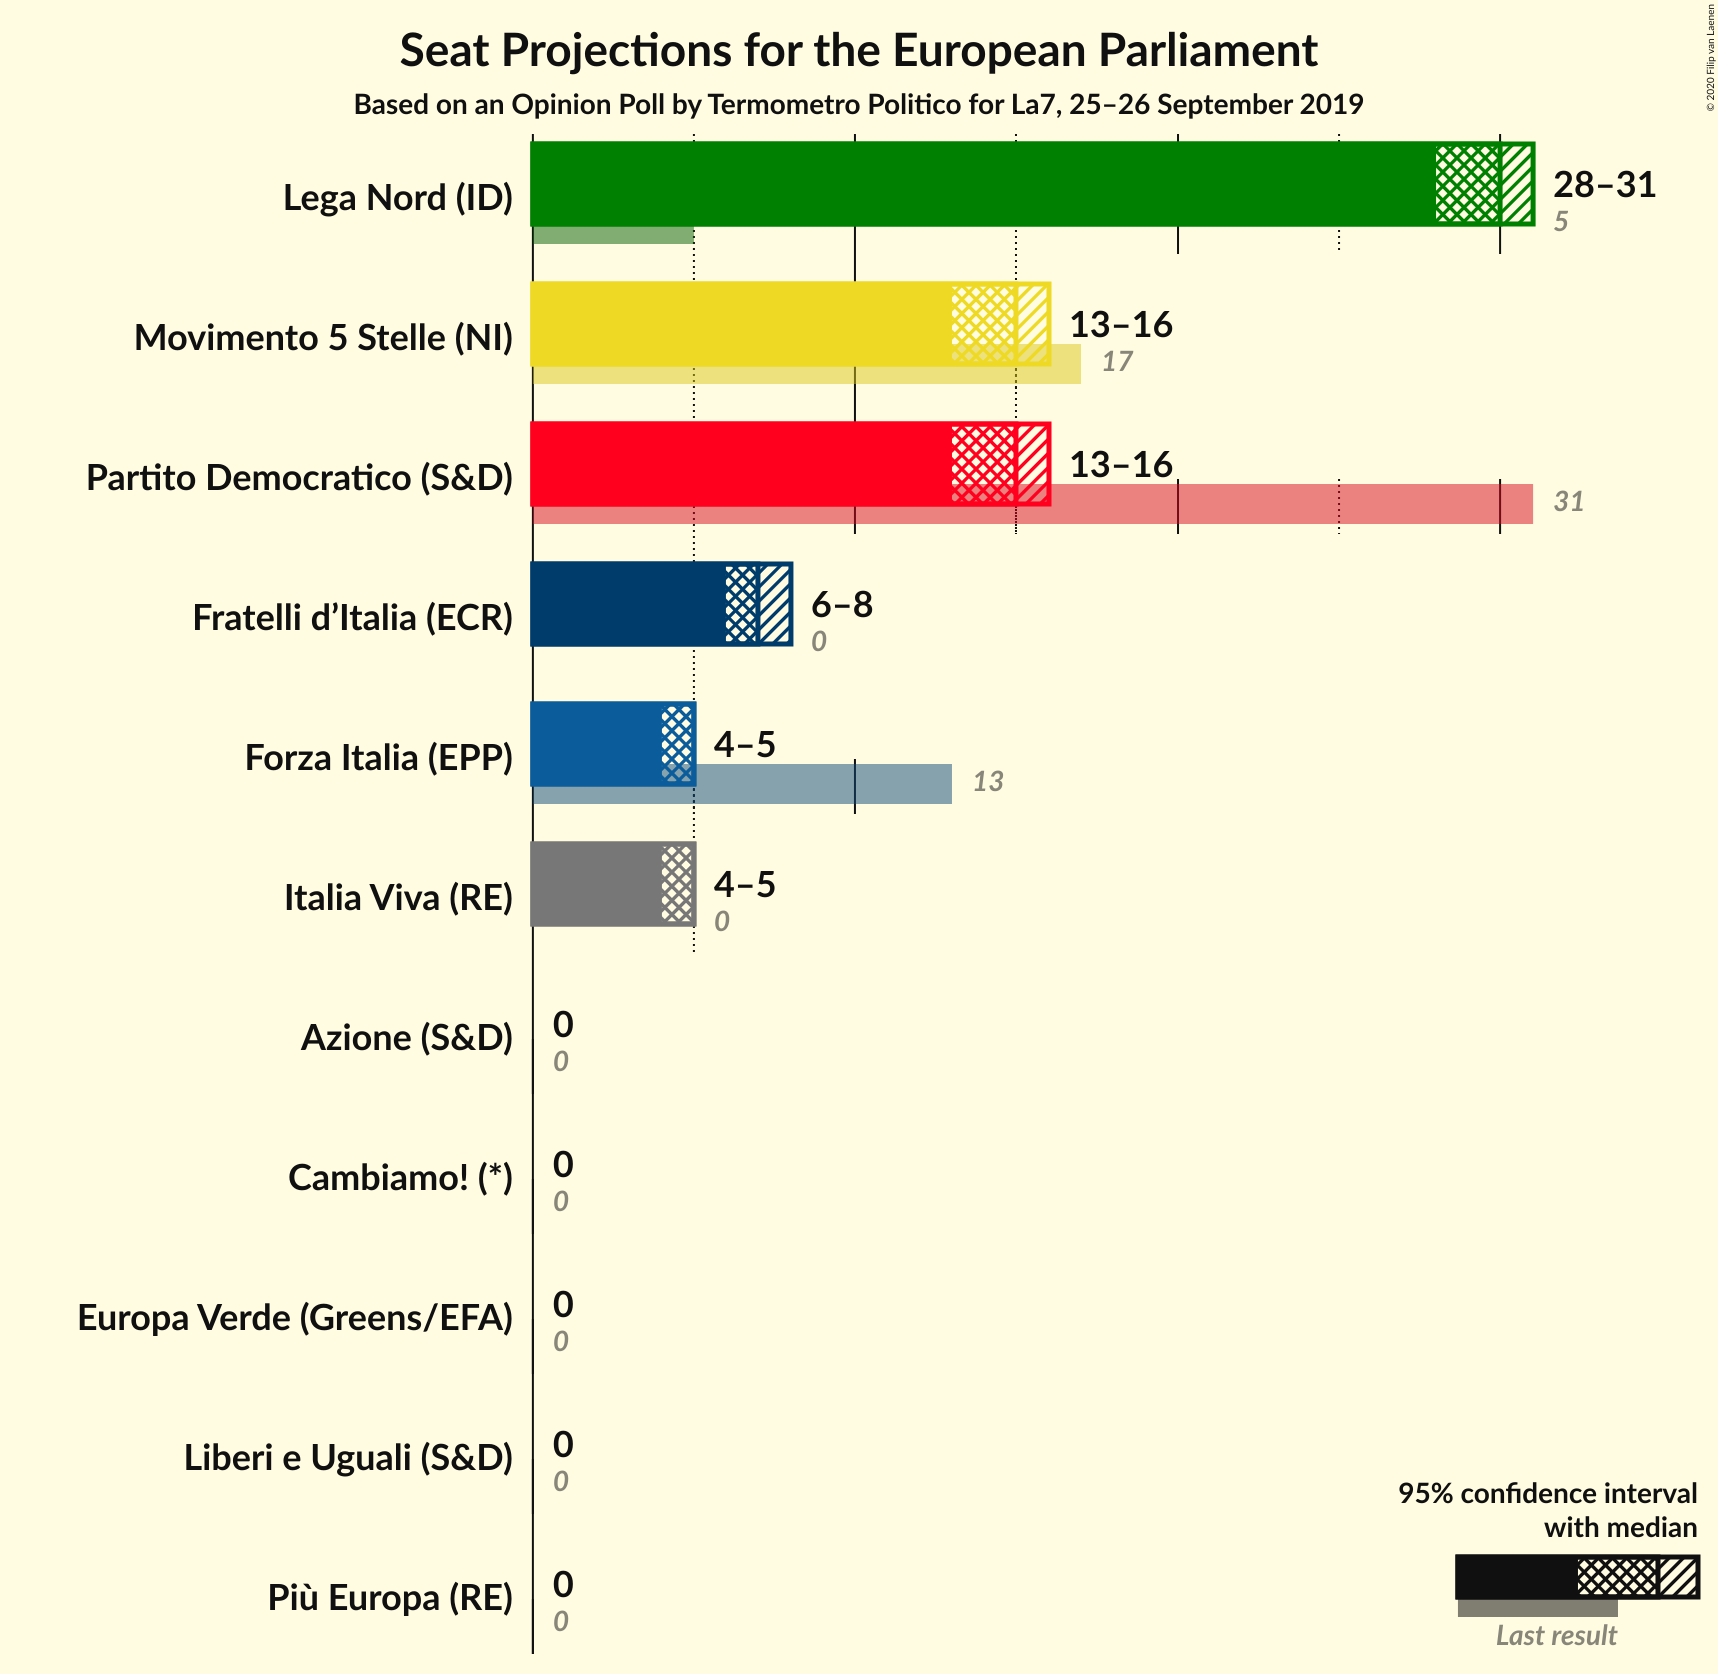 Seat Projections for the European Parliament
Based on an Opinion Poll by Termometro Politico for La7, 25–26 September 2019
© 2020 Filip van Laenen
Lega Nord (ID)
28–31
5
Movimento 5 Stelle (NI)
13–16
17
Partito Democratico (S&D)
13–16
31
Fratelli d’Italia (ECR)
6–8
0
Forza Italia (EPP)
4–5
13
Italia Viva (RE)
4–5
0
Azione (S&D)
0
0
Cambiamo! (*)
0
0
Europa Verde (Greens/EFA)
0
0
Liberi e Uguali (S&D)
0
0
Più Europa (RE)
0
0
95% confidence interval
with median
Last result